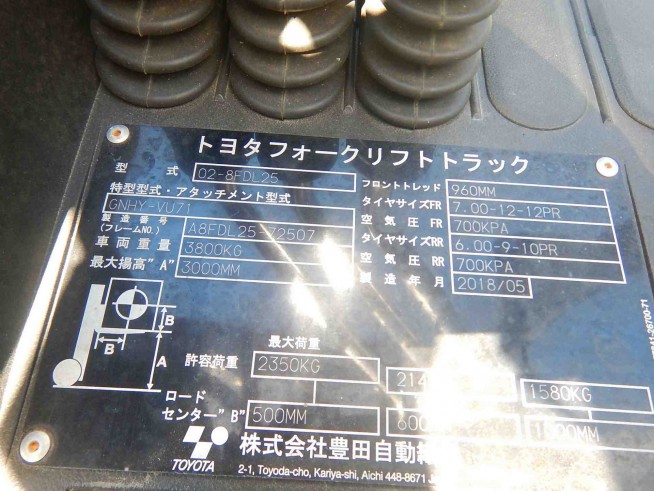 トヨタフォークリフトトラック
型 式 02-8FDL25 フロントトレッド 960MM
特型型式・アタッチメント型式 タイヤサイズFR 7.00-12-12PR
GNHY-VU71 空 気 圧 FR 700KPA
製 造 番 号 (フレームNO.) A8FDL25-72507 タイヤサイズRR 6.00-9-10PR
車 両 重 量 3800KG 空 気 圧 RR 700KPA
最大揚高"A" 3000MM 製 造 年 月 2018/05
B
B A
最大荷重
許容荷重 2350KG 1580KG
ロード
センター"B" 500MM
株式会社豊田自動
TOYOTA
2-1, Toyoda-cho, Kariya-shi, Aichi 448-8671